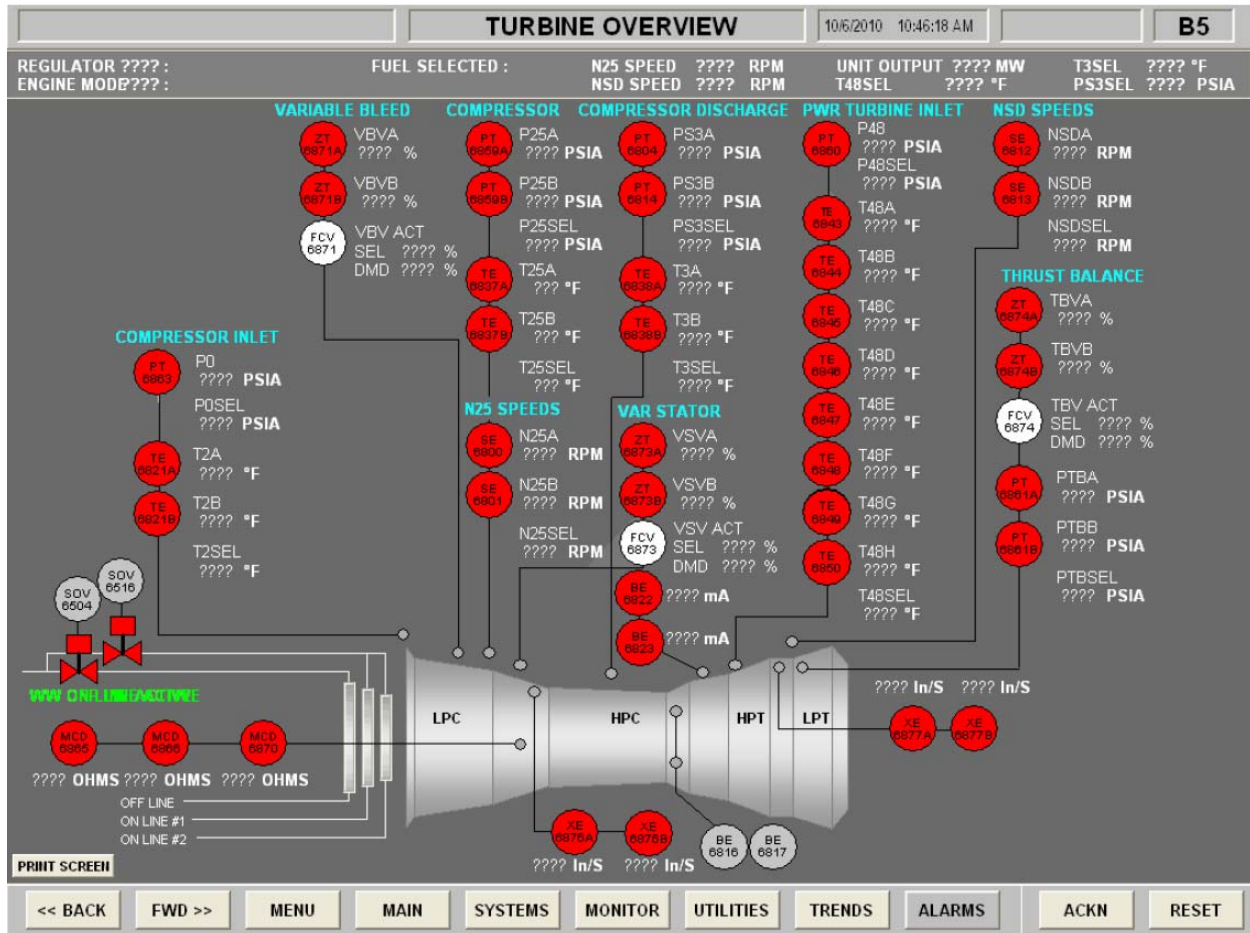 TURBINE OVERVIEW
10/6/2010 10:46:18 AM
B5
REGULATOR ???? :
FUEL SELECTED :
N25 SPEED ???? RPM
UNIT OUTPUT ???? MW
T3SEL ???? °F
ENGINE MODE???? :
NSD SPEED ???? RPM
T48SEL ???? °F
PS3SEL ???? PSIA
VARIABLE BLEED
ZT 6871A
VBVA
???? %
ZT 6871B
VBVB
???? %
FCV 6871
VBV ACT
SEL ???? %
DMD ???? %
COMPRESSOR
PT 6859A
P25A
???? PSIA
PT 6859B
P25B
???? PSIA
P25SEL
???? PSIA
TE 6837A
T25A
??? °F
TE 6837B
T25B
??? °F
T25SEL
??? °F
COMPRESSOR DISCHARGE
PT 6804
PS3A
???? PSIA
PT 6814
PS3B
???? PSIA
PS3SEL
???? PSIA
TE 6838A
T3A
???? °F
TE 6838B
T3B
???? °F
T3SEL
???? °F
PWR TURBINE INLET
PT 6860
P48
???? PSIA
P48SEL
???? PSIA
TE 6843
T48A
???? °F
TE 6844
T48B
???? °F
TE 6845
T48C
???? °F
TE 6846
T48D
???? °F
TE 6847
T48E
???? °F
TE 6848
T48F
???? °F
TE 6849
T48G
???? °F
TE 6850
T48H
???? °F
T48SEL
???? °F
NSD SPEEDS
SE 6812
NSDA
???? RPM
SE 6813
NSDB
???? RPM
NSDSEL
???? RPM
THRUST BALANCE
ZT 6874A
TBVA
???? %
ZT 6874B
TBVB
???? %
FCV 6874
TBV ACT
SEL ???? %
DMD ???? %
PT 6861A
PTBA
???? PSIA
PT 6861B
PTBB
???? PSIA
PTBSEL
???? PSIA
COMPRESSOR INLET
PT 6863
P0
???? PSIA
P0SEL
???? PSIA
TE 6821A
T2A
???? °F
TE 6821B
T2B
???? °F
T2SEL
???? °F
N25 SPEEDS
SE 6800
N25A
???? RPM
SE 6801
N25B
???? RPM
N25SEL
???? RPM
VAR STATOR
ZT 6873A
VSVA
???? %
ZT 6873B
VSVB
???? %
FCV 6873
VSV ACT
SEL ???? %
DMD ???? %
BE 6822
???? mA
BE 6823
???? mA
SOV 6504
SOV 6516
MCD 6865
MCD 6866
MCD 6870
???? OHMS ???? OHMS ???? OHMS
OFF LINE
ON LINE #1
ON LINE #2
LPC
HPC
HPT
LPT
???? In/S ???? In/S
XE 6877A
XE 6877B
XE 6876A
XE 6876B
???? In/S ???? In/S
BE 6816
BE 6817
PRINT SCREEN
<< BACK
FWD >>
MENU
MAIN
SYSTEMS
MONITOR
UTILITIES
TRENDS
ALARMS
ACKN
RESET